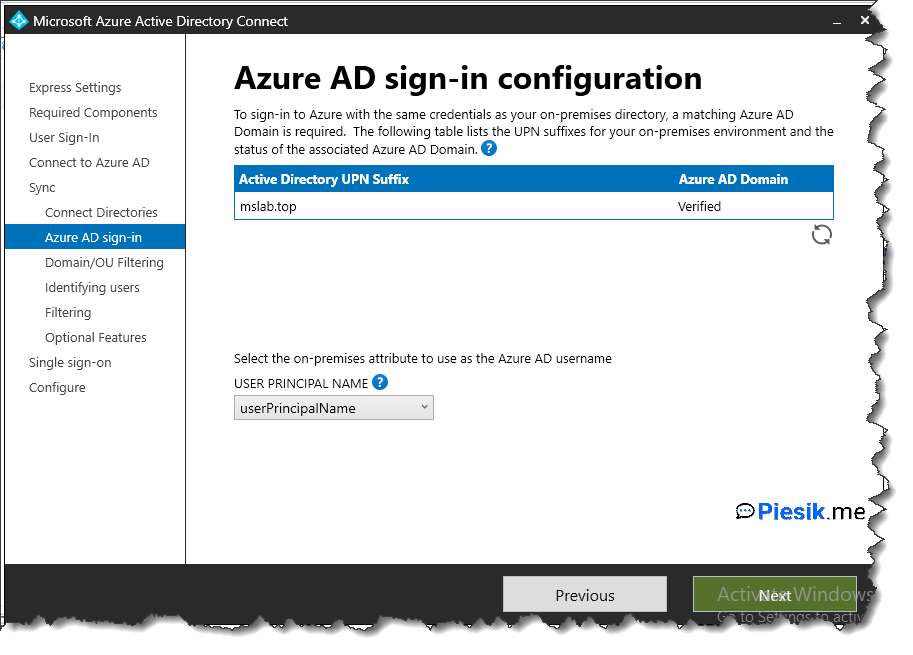 Microsoft Azure Active Directory Connect
Express Settings
Required Components
User Sign-In
Connect to Azure AD
Sync
Connect Directories
Azure AD sign-in
Domain/OU Filtering
Identifying users
Filtering
Optional Features
Single sign-on
Configure
Azure AD sign-in configuration
To sign-in to Azure with the same credentials as your on-premises directory, a matching Azure AD
Domain is required. The following table lists the UPN suffixes for your on-premises environment and the
status of the associated Azure AD Domain. ?
Active Directory UPN Suffix Azure AD Domain
mslab.top Verified
Select the on-premises attribute to use as the Azure AD username
USER PRINCIPAL NAME ?
userPrincipalName
Piesik.me
Previous
Next
Activate Windows
Go to Settings to activ